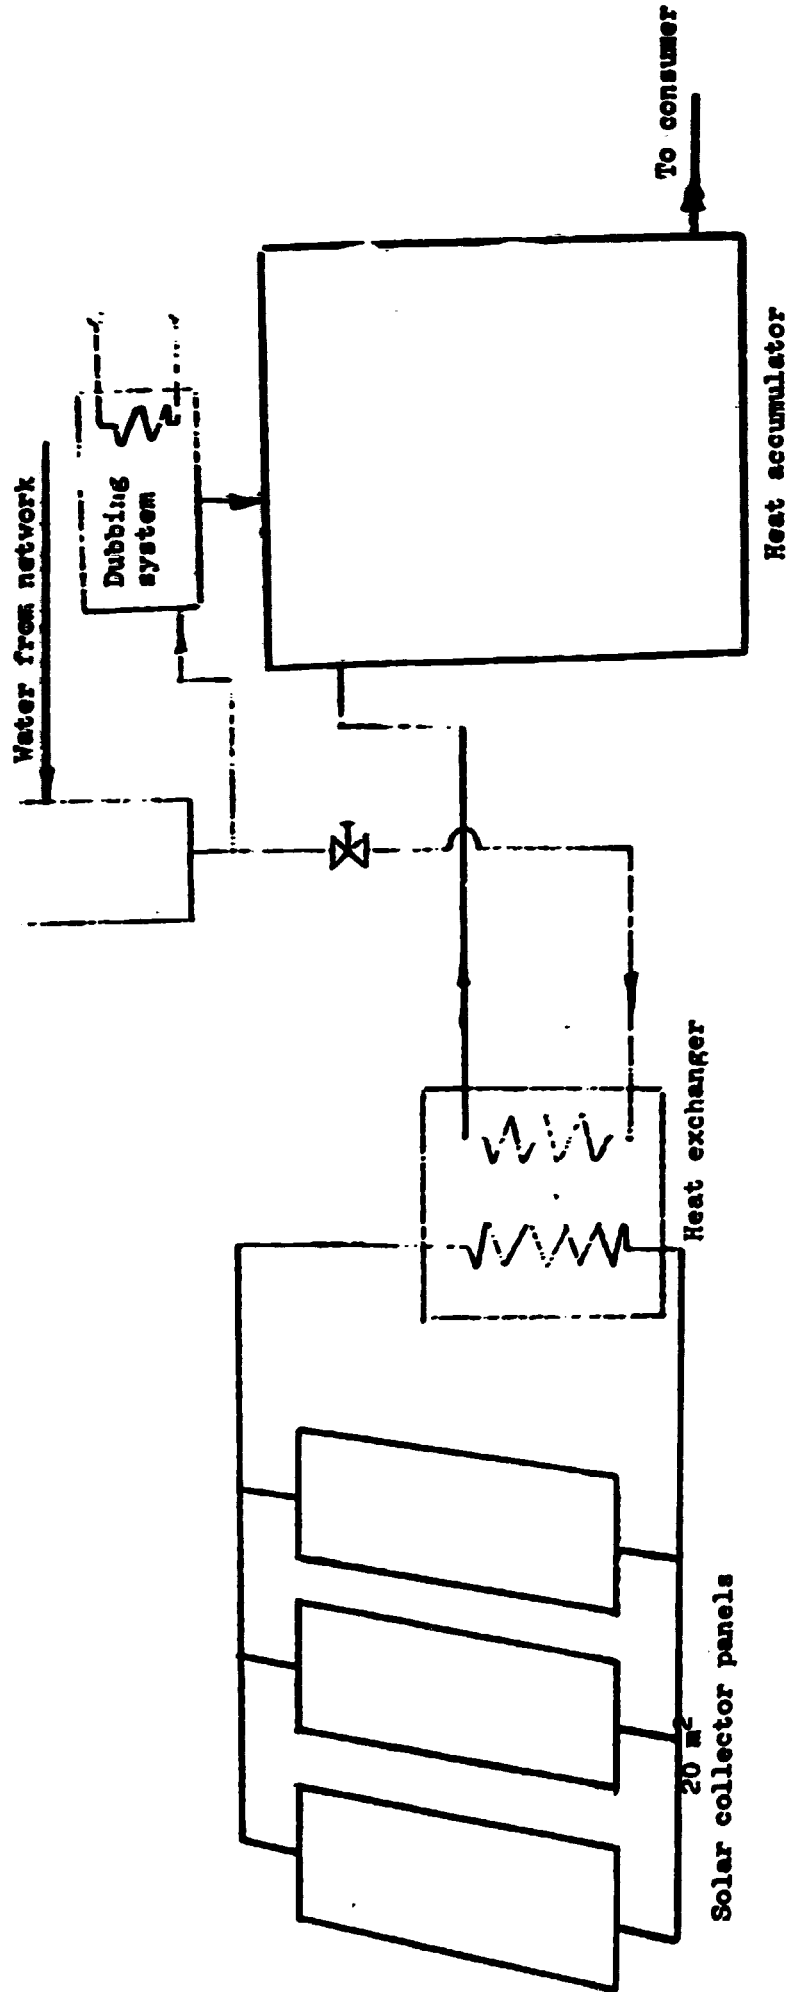 Water from network
Dubbing
system
To consumer
Heat accumulator
Heat exchanger
20 m²
Solar collector panels